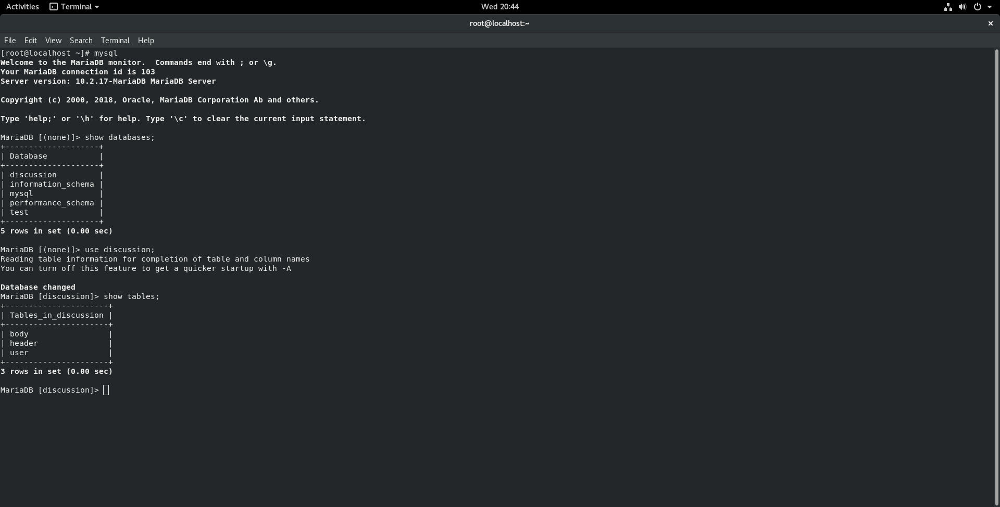 Activities Terminal Wed 20:44
root@localhost:~ ×
File Edit View Search Terminal Help
[root@localhost ~]# mysql
Welcome to the MariaDB monitor.  Commands end with ; or \g.
Your MariaDB connection id is 103
Server version: 10.2.17-MariaDB MariaDB Server

Copyright (c) 2000, 2018, Oracle, MariaDB Corporation Ab and others.

Type 'help;' or '\h' for help. Type '\c' to clear the current input statement.

MariaDB [(none)]> show databases;
+--------------------+
| Database           |
+--------------------+
| discussion         |
| information_schema |
| mysql              |
| performance_schema |
| test               |
+--------------------+
5 rows in set (0.00 sec)

MariaDB [(none)]> use discussion;
Reading table information for completion of table and column names
You can turn off this feature to get a quicker startup with -A

Database changed
MariaDB [discussion]> show tables;
+----------------------+
| Tables_in_discussion |
+----------------------+
| body                 |
| header               |
| user                 |
+----------------------+
3 rows in set (0.00 sec)

MariaDB [discussion]>